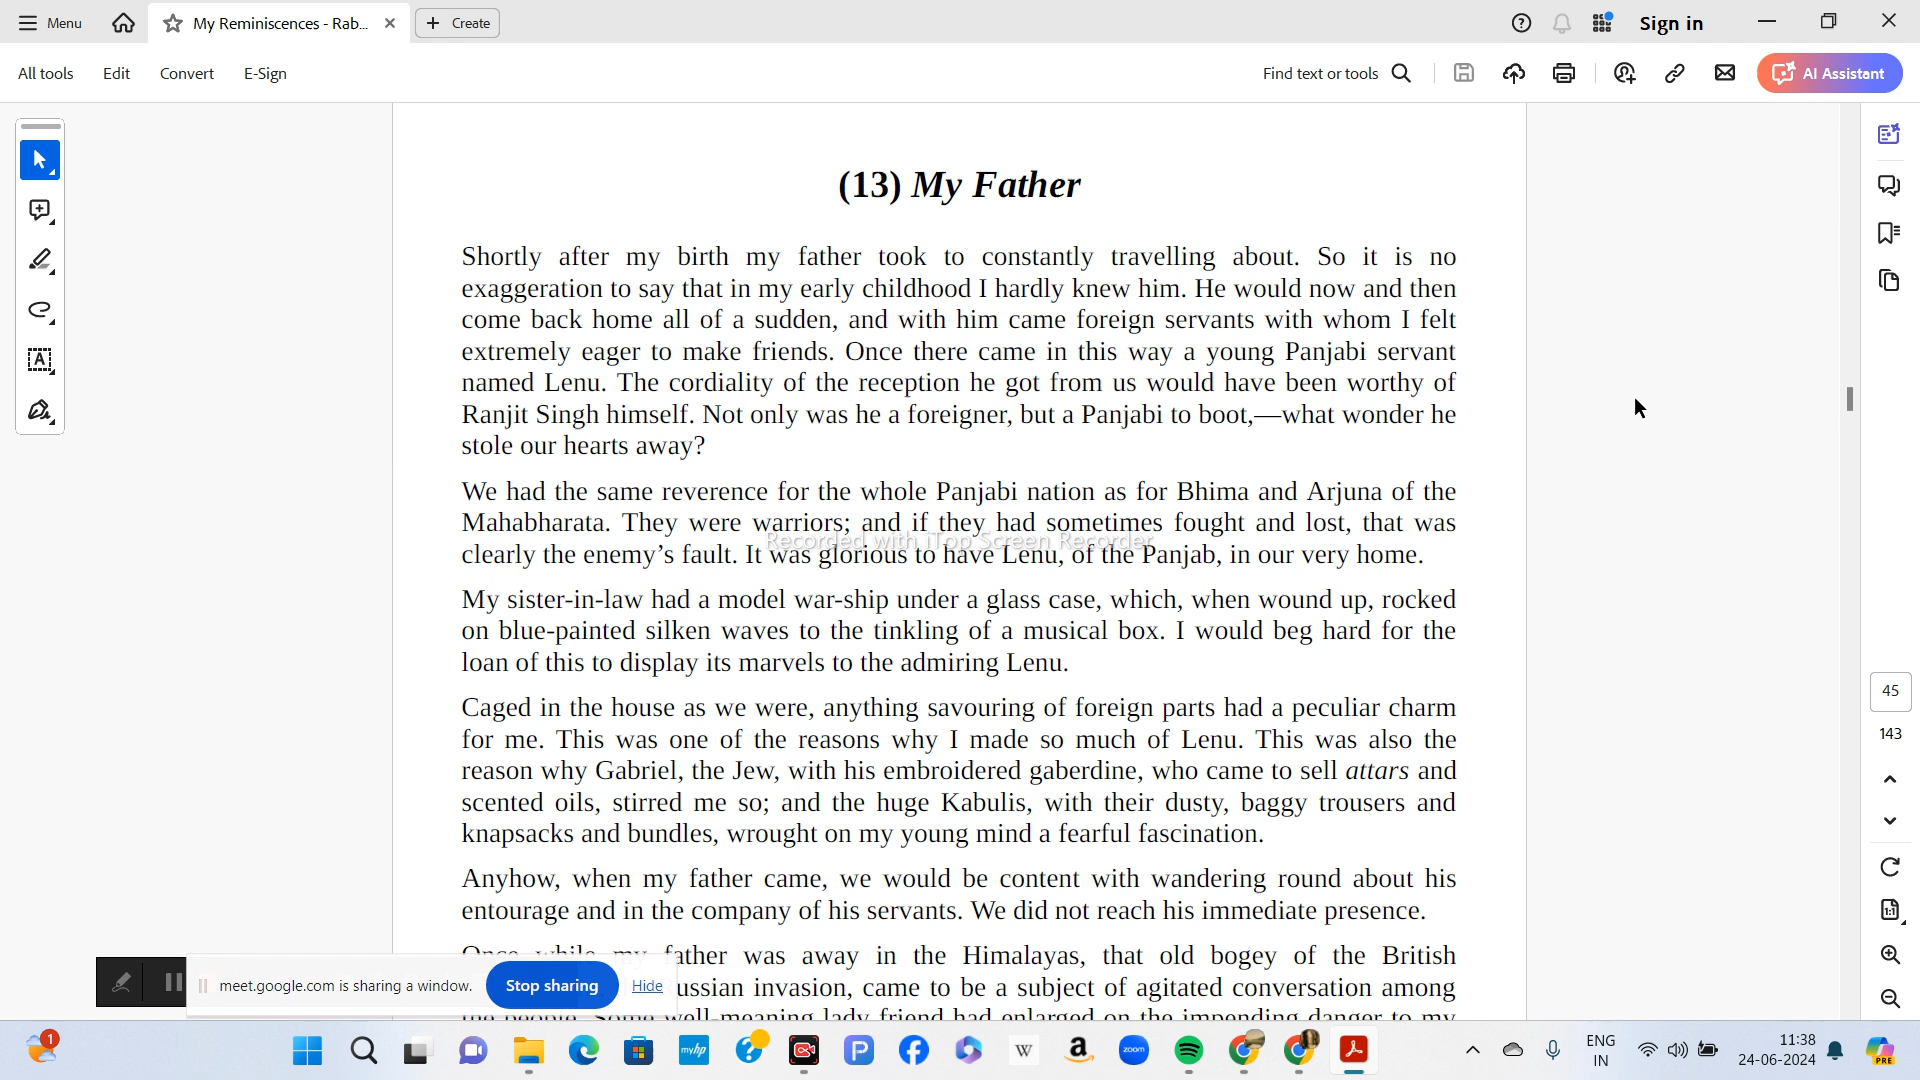 Menu
My Reminiscences - Rab...
Create
Sign in
All tools
Edit
Convert
E-Sign
Find text or tools
AI Assistant
(13) My Father
Shortly after my birth my father took to constantly travelling about. So it is no
exaggeration to say that in my early childhood I hardly knew him. He would now and then
come back home all of a sudden, and with him came foreign servants with whom I felt
extremely eager to make friends. Once there came in this way a young Panjabi servant
named Lenu. The cordiality of the reception he got from us would have been worthy of
Ranjit Singh himself. Not only was he a foreigner, but a Panjabi to boot,—what wonder he
stole our hearts away?
We had the same reverence for the whole Panjabi nation as for Bhima and Arjuna of the
Mahabharata. They were warriors; and if they had sometimes fought and lost, that was
Recorded with iTop Screen Recorder
clearly the enemy's fault. It was glorious to have Lenu, of the Panjab, in our very home.
My sister-in-law had a model war-ship under a glass case, which, when wound up, rocked
on blue-painted silken waves to the tinkling of a musical box. I would beg hard for the
loan of this to display its marvels to the admiring Lenu.
Caged in the house as we were, anything savouring of foreign parts had a peculiar charm
for me. This was one of the reasons why I made so much of Lenu. This was also the
reason why Gabriel, the Jew, with his embroidered gaberdine, who came to sell attars and
scented oils, stirred me so; and the huge Kabulis, with their dusty, baggy trousers and
knapsacks and bundles, wrought on my young mind a fearful fascination.
Anyhow, when my father came, we would be content with wandering round about his
entourage and in the company of his servants. We did not reach his immediate presence.
Once while my father was away in the Himalayas, that old bogey of the British
ussian invasion, came to be a subject of agitated conversation among
the people. Some well-meaning lady friend had enlarged on the impending danger to my
45
143
meet.google.com is sharing a window.
Stop sharing
Hide
1
myhp
P
W
a
zoom
ENG
IN
11:38
24-06-2024
PRE